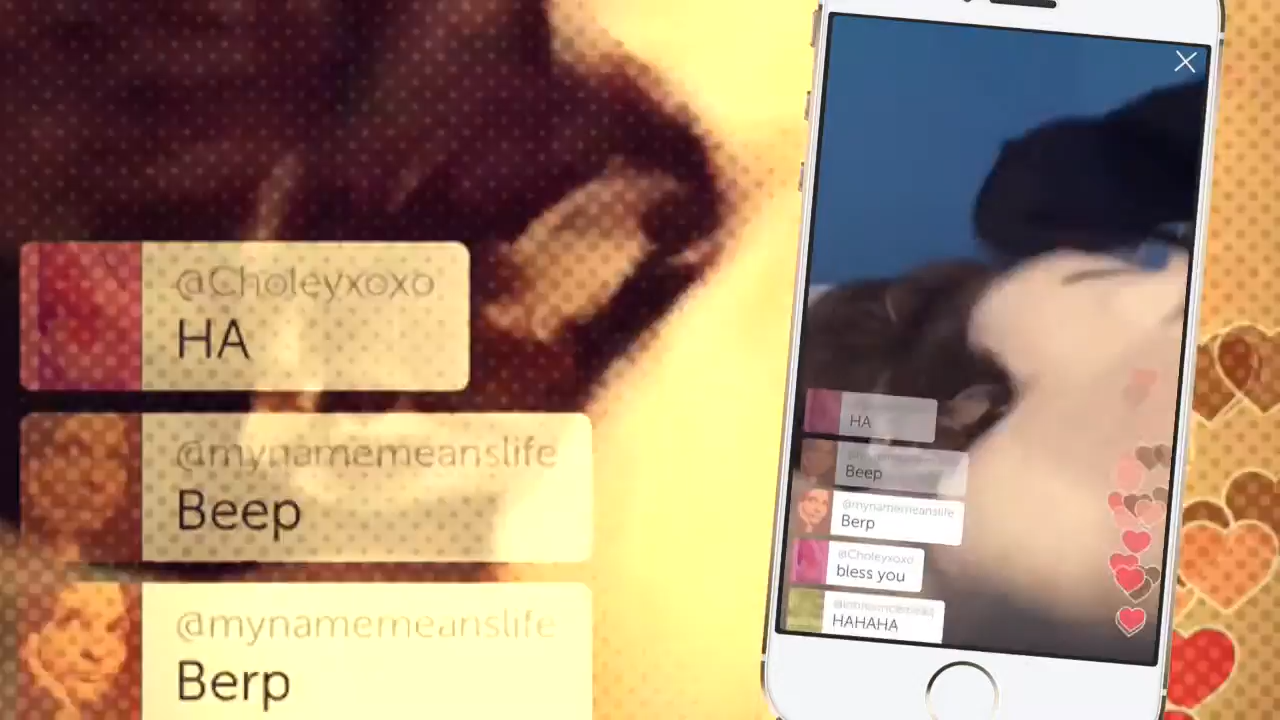 @Choleyxoxo
HA
@mynamemeanslife
Beep
@mynamemeanslife
Berp
HA
Beep
@mynamemeanslife
Berp
@Choleyxoxo
bless you
HAHAHA